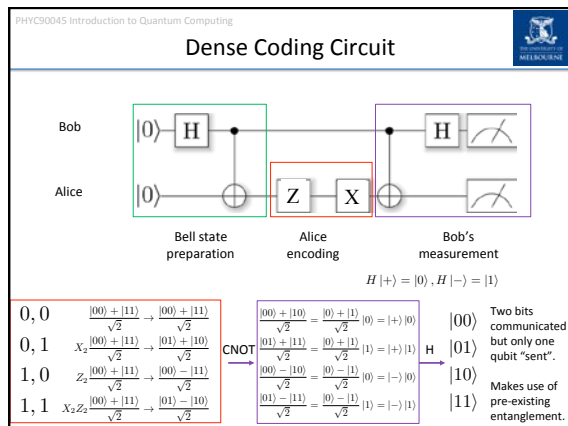 PHYC90045 Introduction to Quantum Computing
Dense Coding Circuit
THE UNIVERSITY OF
MELBOURNE
Bob |0⟩ H H
Alice |0⟩ Z X
Bell state
preparation
Alice
encoding
Bob's
measurement
H |+⟩ = |0⟩ , H |−⟩ = |1⟩
0, 0 (|00⟩ + |11⟩)/√2 → (|00⟩ + |11⟩)/√2
0, 1 X₂ (|00⟩ + |11⟩)/√2 → (|01⟩ + |10⟩)/√2
1, 0 Z₂ (|00⟩ + |11⟩)/√2 → (|00⟩ − |11⟩)/√2
1, 1 X₂Z₂ (|00⟩ + |11⟩)/√2 → (|01⟩ − |10⟩)/√2
CNOT
(|00⟩ + |10⟩)/√2 = (|0⟩ + |1⟩)/√2 |0⟩ = |+⟩ |0⟩
(|01⟩ + |11⟩)/√2 = (|0⟩ + |1⟩)/√2 |1⟩ = |+⟩ |1⟩
(|00⟩ − |10⟩)/√2 = (|0⟩ − |1⟩)/√2 |0⟩ = |−⟩ |0⟩
(|01⟩ − |11⟩)/√2 = (|0⟩ − |1⟩)/√2 |1⟩ = |−⟩ |1⟩
H
|00⟩
|01⟩
|10⟩
|11⟩
Two bits
communicated
but only one
qubit "sent".
Makes use of
pre-existing
entanglement.